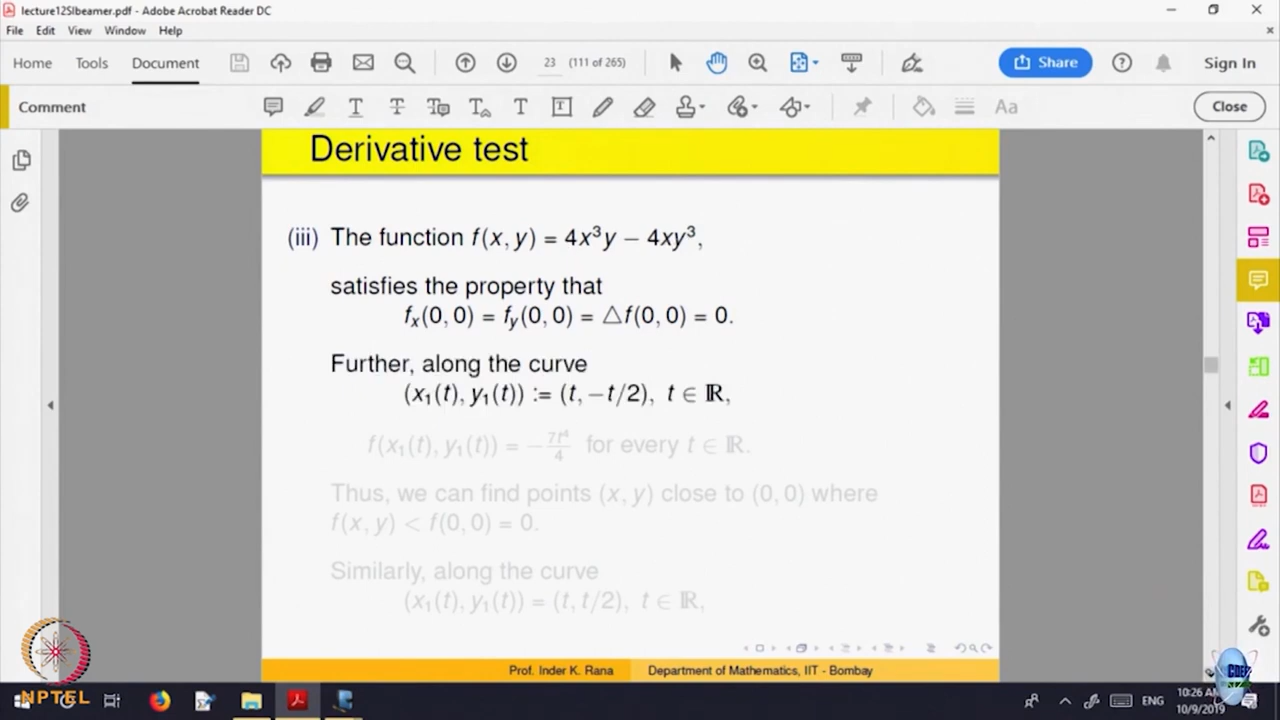 lecture12Slbeamer.pdf - Adobe Acrobat Reader DC
File Edit View Window Help
Home Tools Document 23 (111 of 265) Share Sign In
Comment Aa Close
Derivative test
(iii) The function f(x, y) = 4x³y − 4xy³,
satisfies the property that
fₓ(0, 0) = f_y(0, 0) = △f(0, 0) = 0.
Further, along the curve
(x₁(t), y₁(t)) := (t, −t/2), t ∈ ℝ,
f(x₁(t), y₁(t)) = −7t⁴/4 for every t ∈ ℝ.
Thus, we can find points (x, y) close to (0, 0) where
f(x, y) < f(0, 0) = 0.
Similarly, along the curve
(x₁(t), y₁(t)) = (t, t/2), t ∈ ℝ,
Prof. Inder K. Rana Department of Mathematics, IIT - Bombay
NPTEL
ENG
10:26 AM
10/9/2019